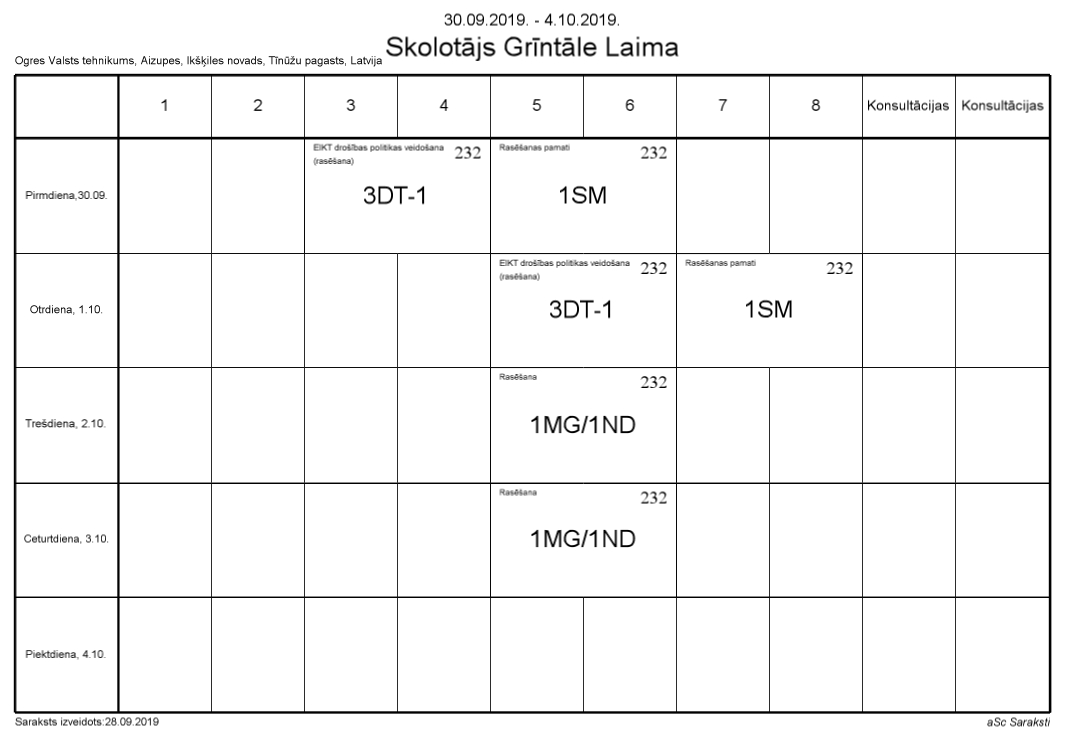 30.09.2019. - 4.10.2019.
Skolotājs Grīntāle Laima
Ogres Valsts tehnikums, Aizupes, Ikšķiles novads, Tīnūžu pagasts, Latvija
1 2 3 4 5 6 7 8 Konsultācijas Konsultācijas
Pirmdiena,30.09.
EIKT drošības politikas veidošana
(rasēšana)
232
3DT-1
Rasēšanas pamati
232
1SM
Otrdiena, 1.10.
EIKT drošības politikas veidošana
(rasēšana)
232
3DT-1
Rasēšanas pamati
232
1SM
Trešdiena, 2.10.
Rasēšana
232
1MG/1ND
Ceturtdiena, 3.10.
Rasēšana
232
1MG/1ND
Piektdiena, 4.10.
Saraksts izveidots:28.09.2019
aSc Saraksti